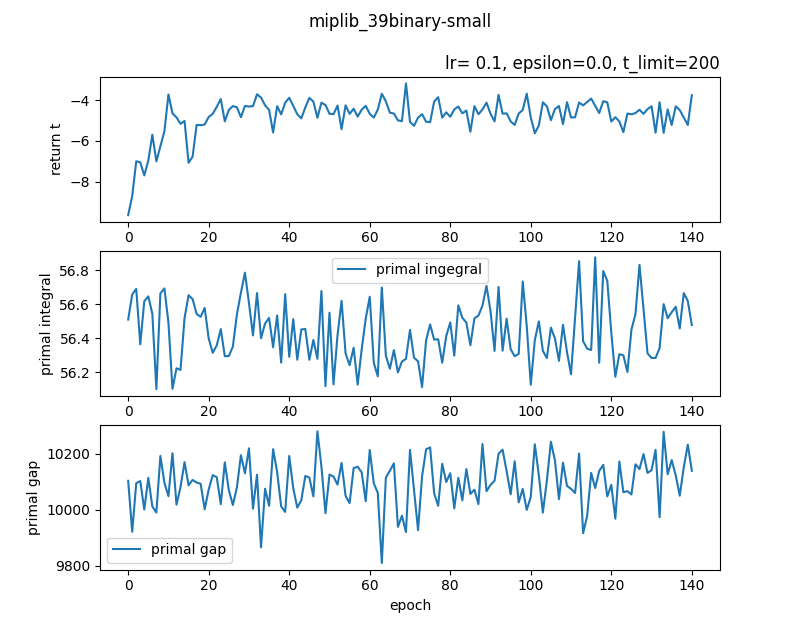 miplib_39binary-small
lr= 0.1, epsilon=0.0, t_limit=200
return t
−4
−6
−8
0 20 40 60 80 100 120 140
primal integral
56.8
56.6
56.4
56.2
primal ingegral
0 20 40 60 80 100 120 140
primal gap
10200
10000
9800
primal gap
0 20 40 60 80 100 120 140
epoch